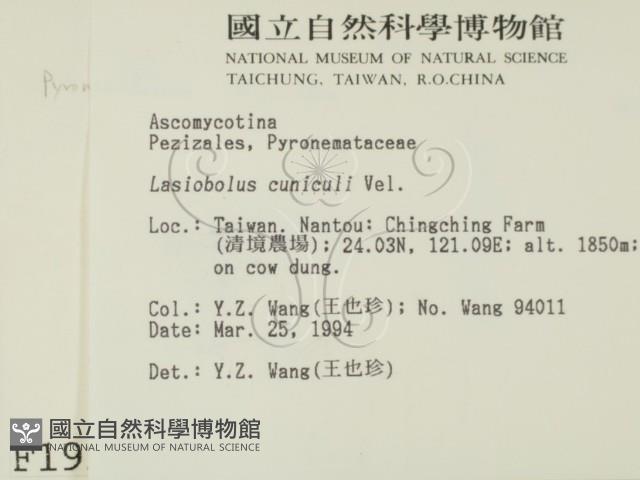 國立自然科學博物館
NATIONAL MUSEUM OF NATURAL SCIENCE
TAICHUNG, TAIWAN, R.O.CHINA
Pyron
Ascomycotina
Pezizales, Pyronemataceae
Lasiobolus cuniculi Vel.
Loc.: Taiwan. Nantou: Chingching Farm
(清境農場); 24.03N, 121.09E; alt. 1850m;
on cow dung.
Col.: Y.Z. Wang(王也珍); No. Wang 94011
Date: Mar. 25, 1994
Det.: Y.Z. Wang(王也珍)
國立自然科學博物館
NATIONAL MUSEUM OF NATURAL SCIENCE
F19